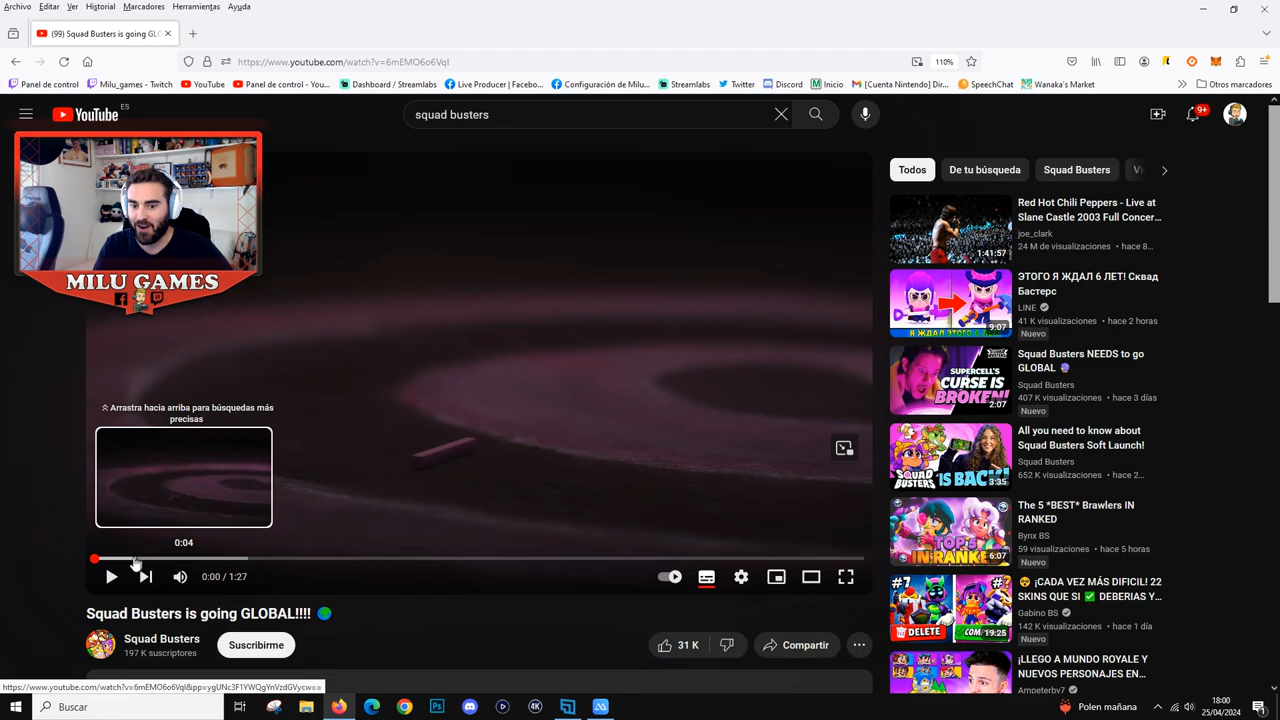 Archivo Editar Ver Historial Marcadores Herramientas Ayuda
(99) Squad Busters is going GLO
https://www.youtube.com/watch?v=6mEMO6o6VqI
110%
Panel de control
Milu_games - Twitch
YouTube
Panel de control - You...
Dashboard / Streamlabs
Live Producer | Facebo...
Configuración de Milu...
Streamlabs
Twitter
Discord
Inicio
[Cuenta Nintendo] Dir...
SpeechChat
Wanaka's Market
Otros marcadores
YouTube ES
squad busters
9+
MILU GAMES
Todos
De tu búsqueda
Squad Busters
Arrastra hacia arriba para búsquedas más
precisas
0:04
0:00 / 1:27
Squad Busters is going GLOBAL!!!!
Squad Busters
197 K suscriptores
Suscribirme
31 K
Compartir
1:41:57
Red Hot Chili Peppers - Live at
Slane Castle 2003 Full Concer...
joe_clark
24 M de visualizaciones • hace 8...
9:07
ЭТОГО Я ЖДАЛ 6 ЛЕТ! Сквад
Бастерс
LINE
41 K visualizaciones • hace 2 horas
Nuevo
SUPERCELL'S
CURSE IS
BROKEN!
2:07
Squad Busters NEEDS to go
GLOBAL
Squad Busters
407 K visualizaciones • hace 3 días
Nuevo
SQUAD
BUSTERS
IS BACK!
3:35
All you need to know about
Squad Busters Soft Launch!
Squad Busters
652 K visualizaciones • hace 2...
TOP 5
IN RANKED
6:07
The 5 *BEST* Brawlers IN
RANKED
Bynx BS
59 visualizaciones • hace 5 horas
Nuevo
#7
DELETE
19:25
¡CADA VEZ MÁS DIFICIL! 22
SKINS QUE SI ✅ DEBERIAS Y...
Gabino BS
142 K visualizaciones • hace 1 día
Nuevo
¡LLEGO A MUNDO ROYALE Y
NUEVOS PERSONAJES EN...
Ampeterby7
https://www.youtube.com/watch?v=6mEMO6o6VqI&pp=ygUNc3F1YWQgYnVzdGVycw==
Buscar
4K
Polen mañana
18:00
25/04/2024